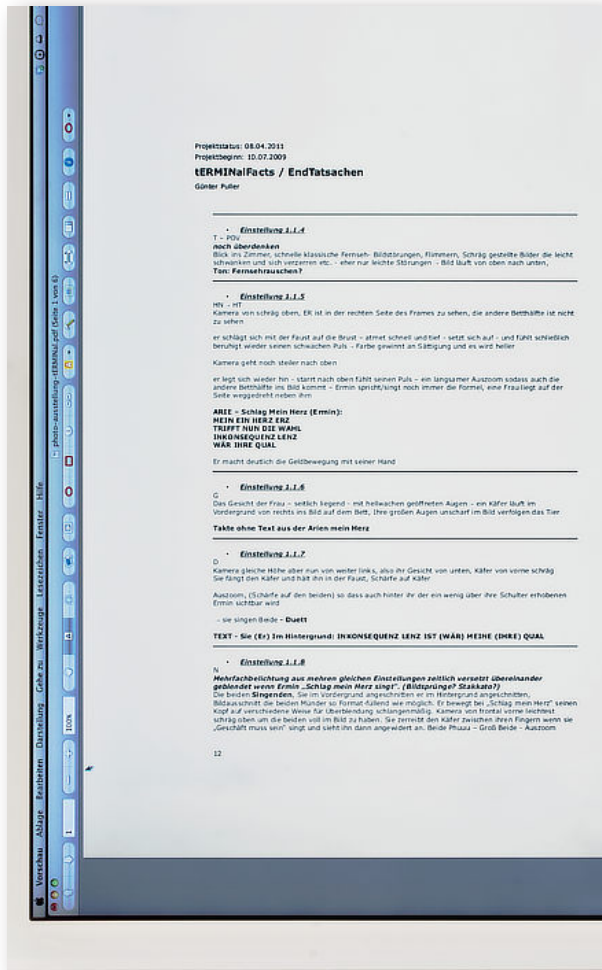 Vorschau Ablage Bearbeiten Darstellung Gehe zu Werkzeuge Lesezeichen Fenster Hilfe
photo-ausstellung-tERMINal.pdf (Seite 1 von 6)
1
100%
Projektstatus: 08.04.2011
Projektbeginn: 10.07.2009
tERMINalFacts / EndTatsachen
Günter Puller
• Einstellung 1.1.4
T – POV
noch überdenken
Blick ins Zimmer, schnelle klassische Fernseh- Bildstörungen, Flimmern, Schräg gestellte Bilder die leicht
schwanken und sich verzerren etc. - eher nur leichte Störungen - Bild läuft von oben nach unten,
Ton: Fernsehrauschen?
• Einstellung 1.1.5
HN - HT
Kamera von schräg oben, ER ist in der rechten Seite des Frames zu sehen, die andere Betthälfte ist nicht
zu sehen
er schlägt sich mit der Faust auf die Brust – atmet schnell und tief - setzt sich auf - und fühlt schließlich
beruhigt wieder seinen schwachen Puls - Farbe gewinnt an Sättigung und es wird heller
Kamera geht noch steiler nach oben
er legt sich wieder hin - starrt nach oben fühlt seinen Puls – ein langsamer Auszoom sodass auch die
andere Betthälfte ins Bild kommt – Ermin spricht/singt noch immer die Formel, eine Frau liegt auf der
Seite weggedreht neben ihm
ARIE – Schlag Mein Herz (Ermin):
MEIN EIN HERZ ERZ
TRIFFT NUN DIE WAHL
INKONSEQUENZ LENZ
WÄR IHRE QUAL
Er macht deutlich die Geldbewegung mit seiner Hand
• Einstellung 1.1.6
G
Das Gesicht der Frau – seitlich liegend - mit hellwachen geöffneten Augen – ein Käfer läuft im
Vordergrund von rechts ins Bild auf dem Bett, Ihre großen Augen unscharf im Bild verfolgen das Tier
Takte ohne Text aus der Arien mein Herz
• Einstellung 1.1.7
D
Kamera gleiche Höhe aber nun von weiter links, also ihr Gesicht von unten, Käfer von vorne schräg
Sie fängt den Käfer und hält ihn in der Faust, Schärfe auf Käfer
Auszoom, (Schärfe auf den beiden) so dass auch hinter ihr der ein wenig über ihre Schulter erhobenen
Ermin sichtbar wird
- sie singen Beide - Duett
TEXT - Sie (Er) Im Hintergrund: INKONSEQUENZ LENZ IST (WÄR) MEINE (IHRE) QUAL
• Einstellung 1.1.8
N
Mehrfachbelichtung aus mehren gleichen Einstellungen zeitlich versetzt übereinander
geblendet wenn Ermin „Schlag mein Herz singt“. (Bildsprünge? Stakkato?)
Die beiden Singenden, Sie im Vordergrund angeschnitten er im Hintergrund angeschnitten,
Bildausschnitt die beiden Münder so Format-füllend wie möglich. Er bewegt bei „Schlag mein Herz“ seinen
Kopf auf verschiedene Weise für Überblendung schlangenmäßig. Kamera von frontal vorne leichtest
schräg oben um die beiden voll im Bild zu haben. Sie zerreibt den Käfer zwischen ihren Fingern wenn sie
„Geschäft muss sein“ singt und sieht ihn dann angewidert an. Beide Phuuu – Groß Beide - Auszoom
12